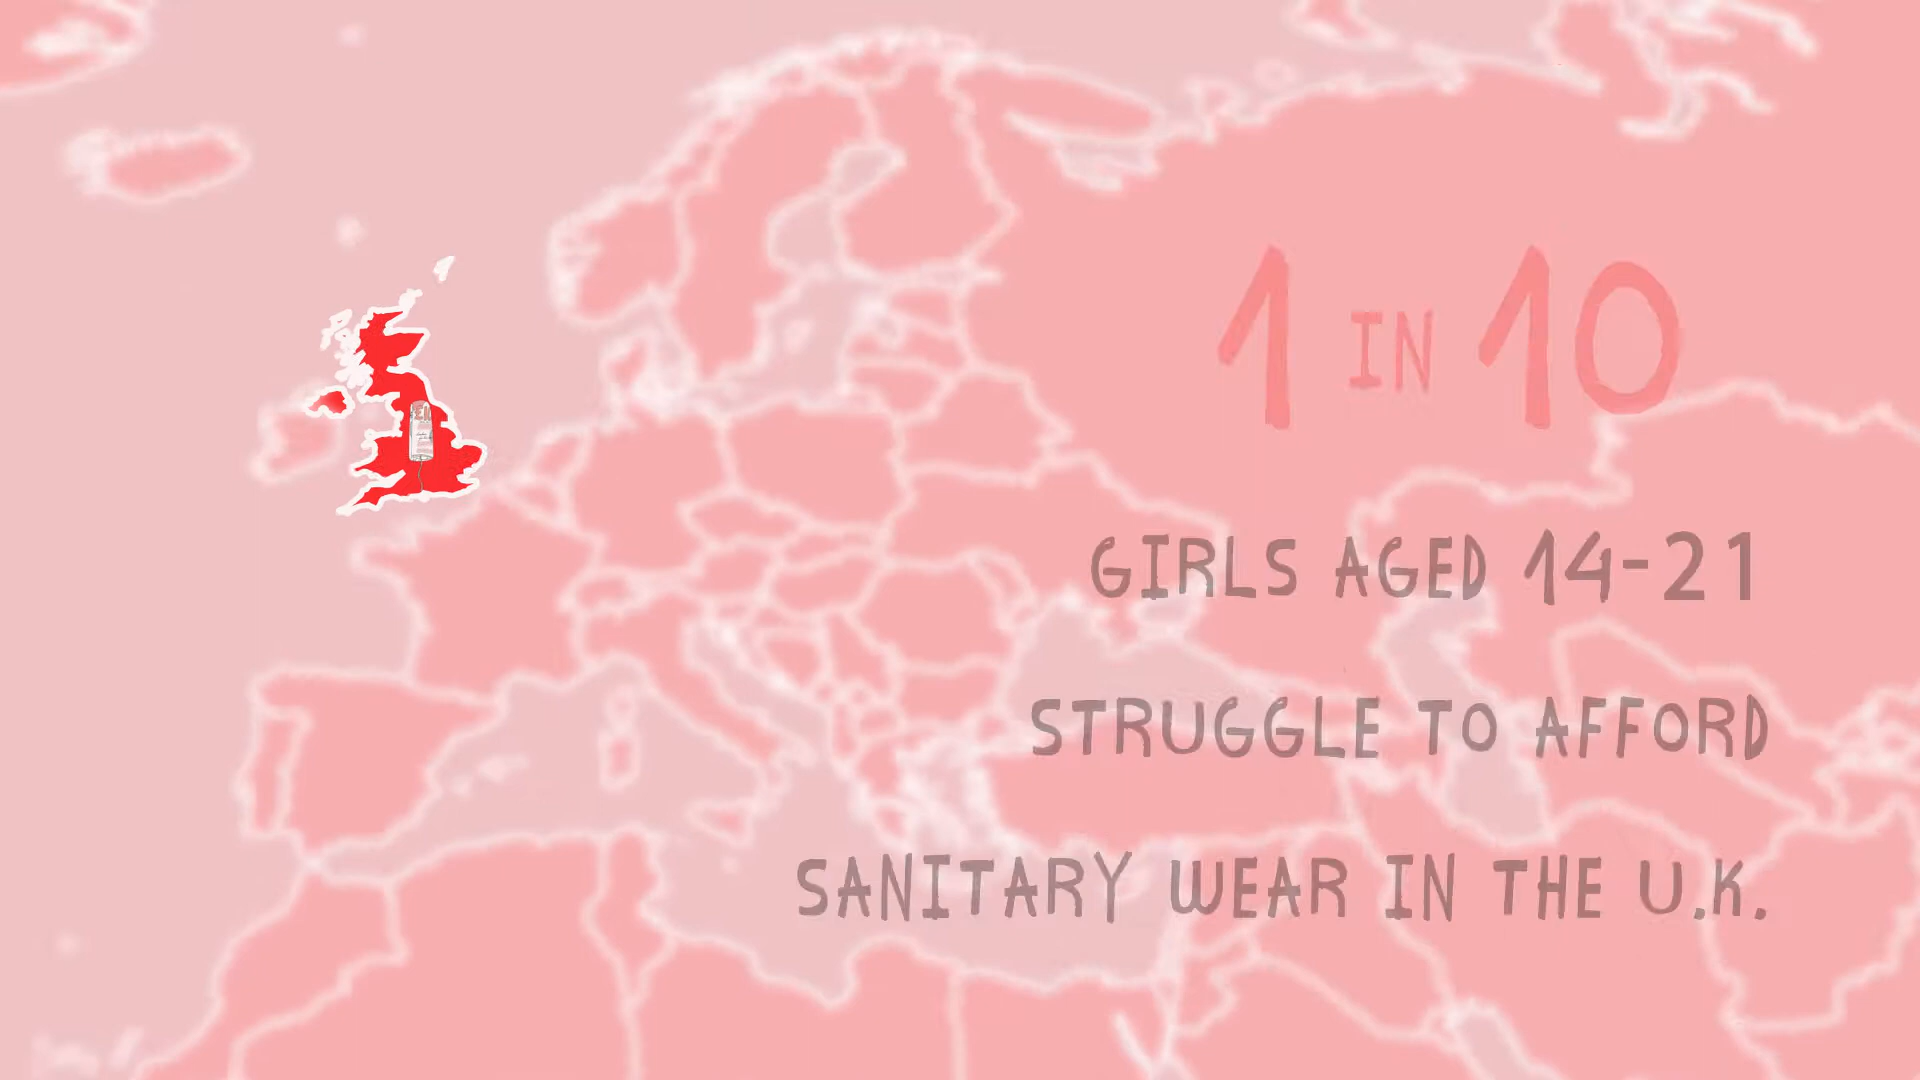 1 IN 10
GIRLS AGED 14-21
STRUGGLE TO AFFORD
SANITARY WEAR IN THE U.K.